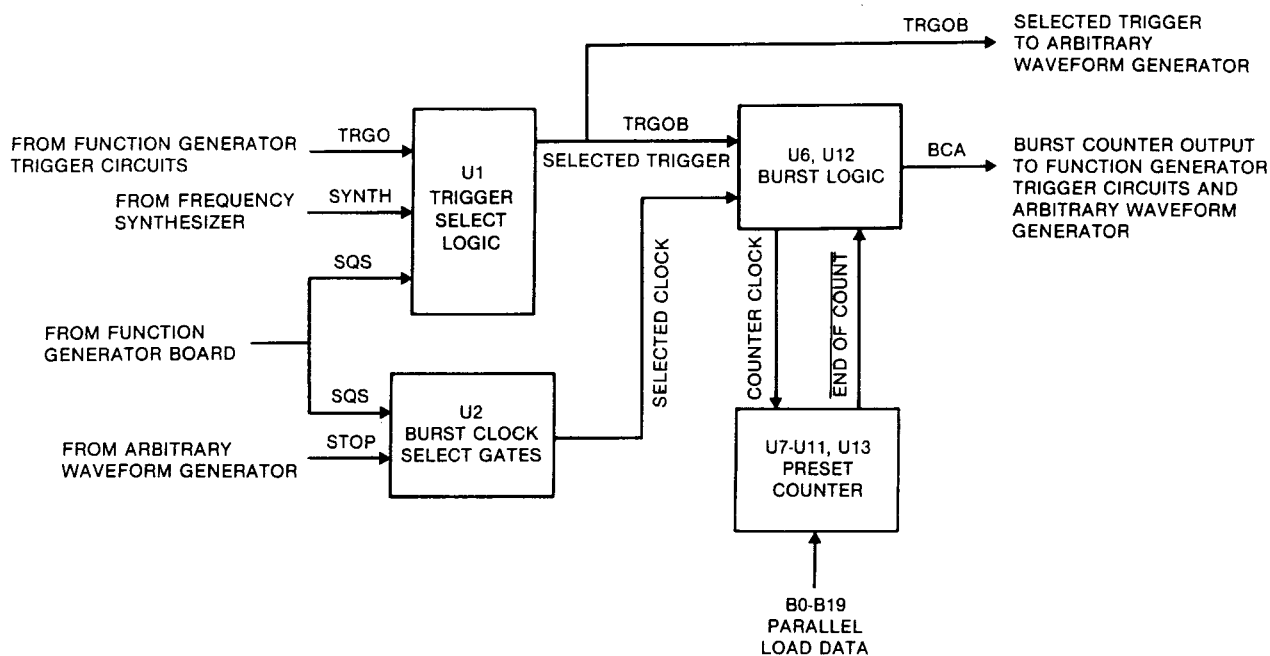 TRGOB
SELECTED TRIGGER
TO ARBITRARY
WAVEFORM GENERATOR
FROM FUNCTION GENERATOR
TRIGGER CIRCUITS
TRGO
FROM FREQUENCY
SYNTHESIZER
SYNTH
SQS
U1
TRIGGER
SELECT
LOGIC
TRGOB
SELECTED TRIGGER
U6, U12
BURST LOGIC
BCA
BURST COUNTER OUTPUT
TO FUNCTION GENERATOR
TRIGGER CIRCUITS AND
ARBITRARY WAVEFORM
GENERATOR
FROM FUNCTION
GENERATOR BOARD
SQS
FROM ARBITRARY
WAVEFORM GENERATOR
STOP
U2
BURST CLOCK
SELECT GATES
SELECTED CLOCK
COUNTER CLOCK
END OF COUNT
U7-U11, U13
PRESET
COUNTER
B0-B19
PARALLEL
LOAD DATA